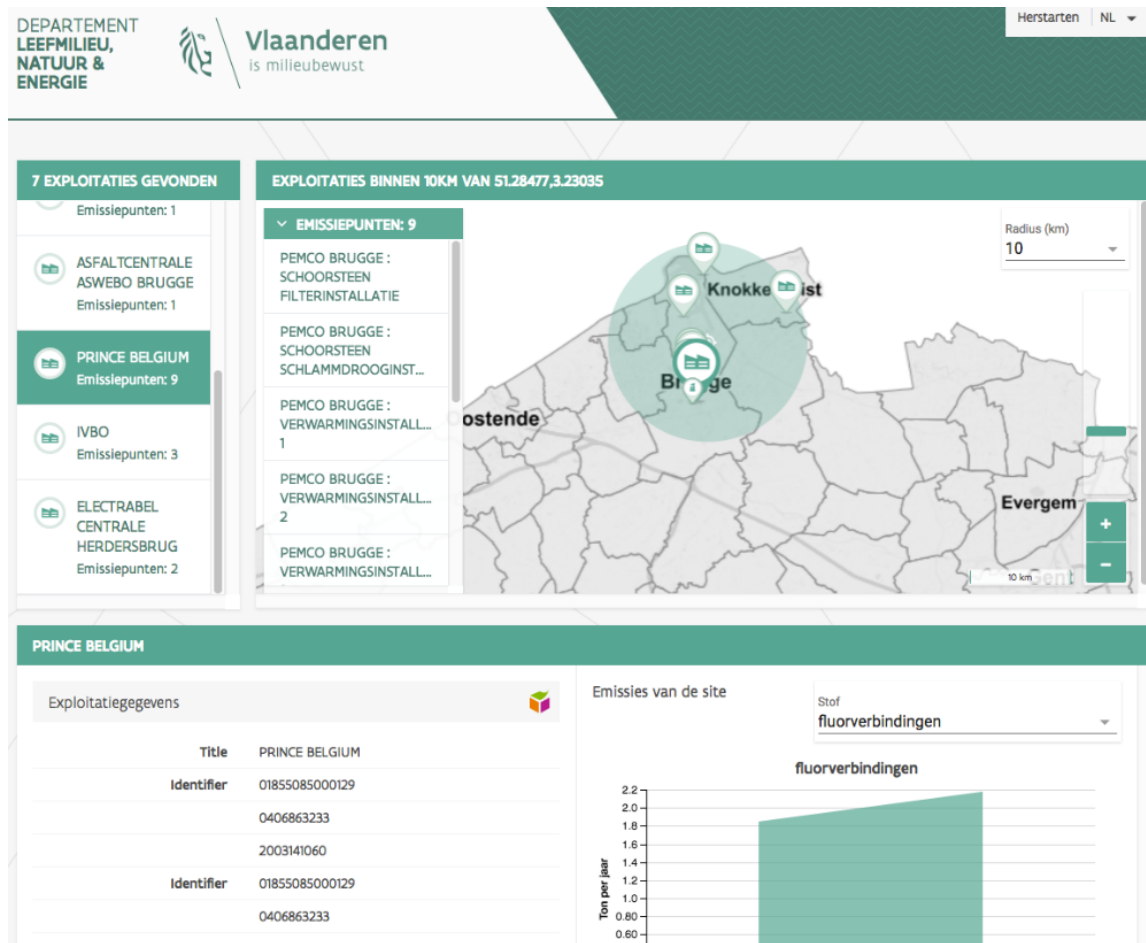 DEPARTEMENT
LEEFMILIEU,
NATUUR &
ENERGIE
Vlaanderen
is milieubewust
Herstarten
NL
7 EXPLOITATIES GEVONDEN
Emissiepunten: 1
ASFALTCENTRALE
ASWEBO BRUGGE
Emissiepunten: 1
PRINCE BELGIUM
Emissiepunten: 9
IVBO
Emissiepunten: 3
ELECTRABEL
CENTRALE
HERDERSBRUG
Emissiepunten: 2
EXPLOITATIES BINNEN 10KM VAN 51.28477,3.23035
EMISSIEPUNTEN: 9
PEMCO BRUGGE :
SCHOORSTEEN
FILTERINSTALLATIE
PEMCO BRUGGE :
SCHOORSTEEN
SCHLAMMDROOGINST...
PEMCO BRUGGE :
VERWARMINGSINSTALL...
1
PEMCO BRUGGE :
VERWARMINGSINSTALL...
2
PEMCO BRUGGE :
VERWARMINGSINSTALL...
Radius (km)
10
Knokke ist
Br ge
ostende
Evergem
+
−
10 km
Gent
PRINCE BELGIUM
Exploitatiegegevens
Title PRINCE BELGIUM
Identifier 01855085000129
0406863233
2003141060
Identifier 01855085000129
0406863233
Emissies van de site
Stof
fluorverbindingen
fluorverbindingen
Ton per jaar
2.2
2.0
1.8
1.6
1.4
1.2
1.0
0.80
0.60